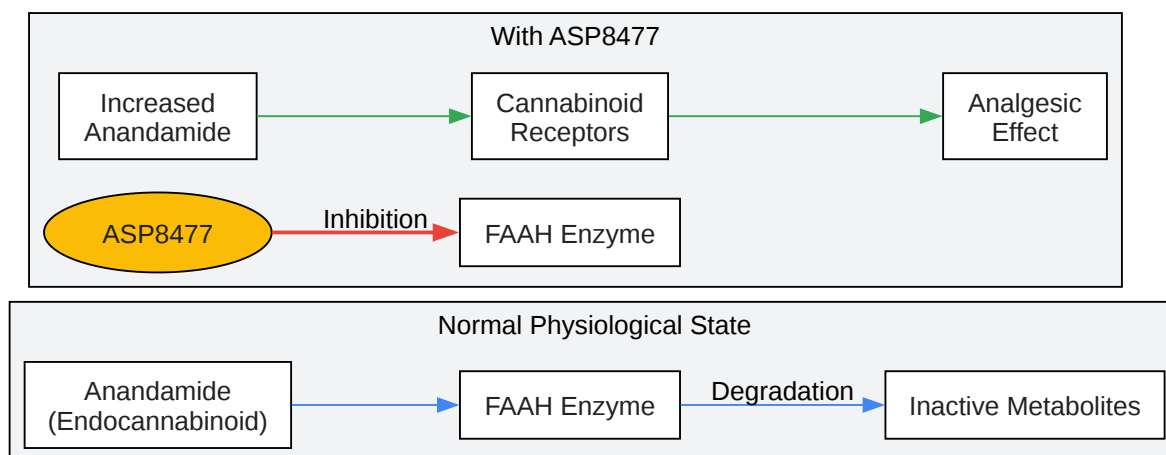 With ASP8477
Increased
Anandamide
Cannabinoid
Receptors
Analgesic
Effect
ASP8477
Inhibition
FAAH Enzyme
Normal Physiological State
Anandamide
(Endocannabinoid)
FAAH Enzyme
Degradation
Inactive Metabolites